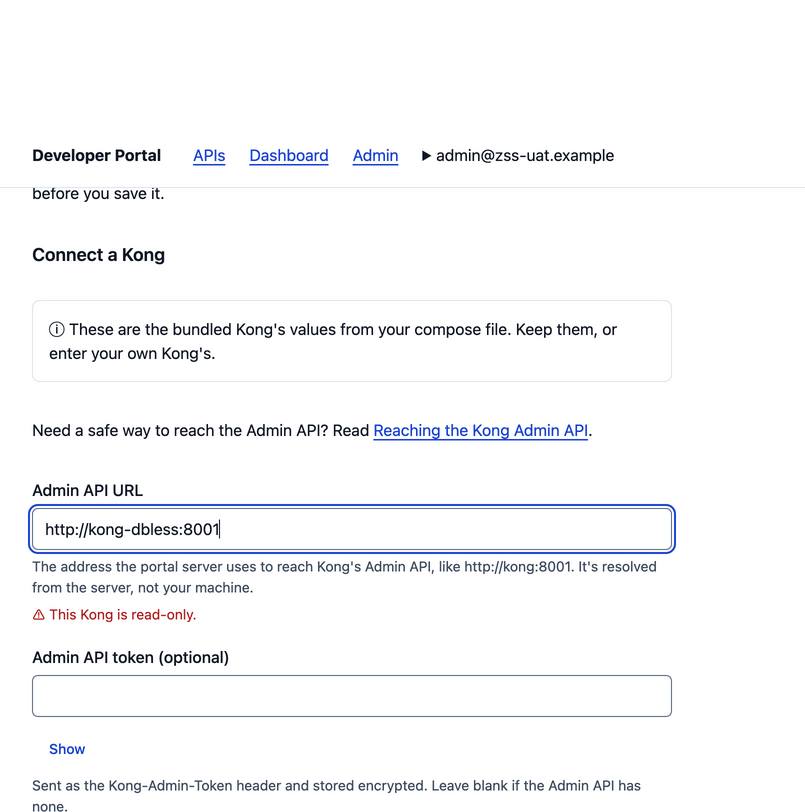 Developer Portal APIs Dashboard Admin ▶ admin@zss-uat.example
before you save it.
Connect a Kong
ⓘ These are the bundled Kong's values from your compose file. Keep them, or
enter your own Kong's.
Need a safe way to reach the Admin API? Read Reaching the Kong Admin API.
Admin API URL
http://kong-dbless:8001
The address the portal server uses to reach Kong's Admin API, like http://kong:8001. It's resolved
from the server, not your machine.
⚠ This Kong is read-only.
Admin API token (optional)
Show
Sent as the Kong-Admin-Token header and stored encrypted. Leave blank if the Admin API has
none.